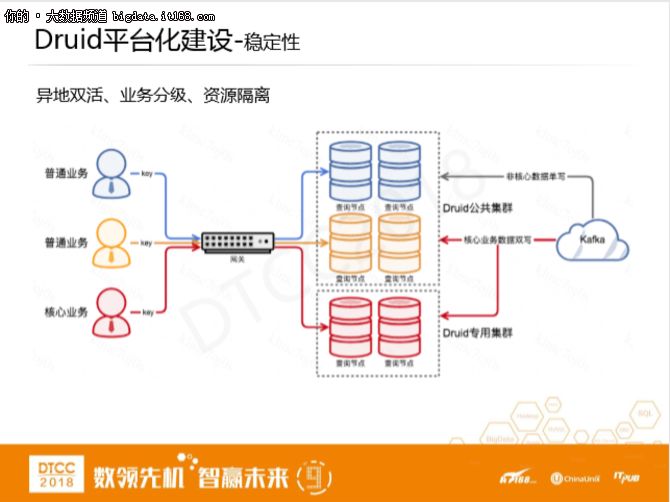 你的·大数据频道 bigdata.it168.com
Druid平台化建设-稳定性
异地双活、业务分级、资源隔离
普通业务
key
普通业务
key
核心业务
key
网关
查询节点 查询节点
查询节点 查询节点
查询节点 查询节点
Druid公共集群
Druid专用集群
非核心数据单写
核心业务数据双写
Kafka
DTCC2018
BigData
Hadoop
SQL
DTCC
2018
数领先机 智赢未来
ChinaUnix
ITPUB